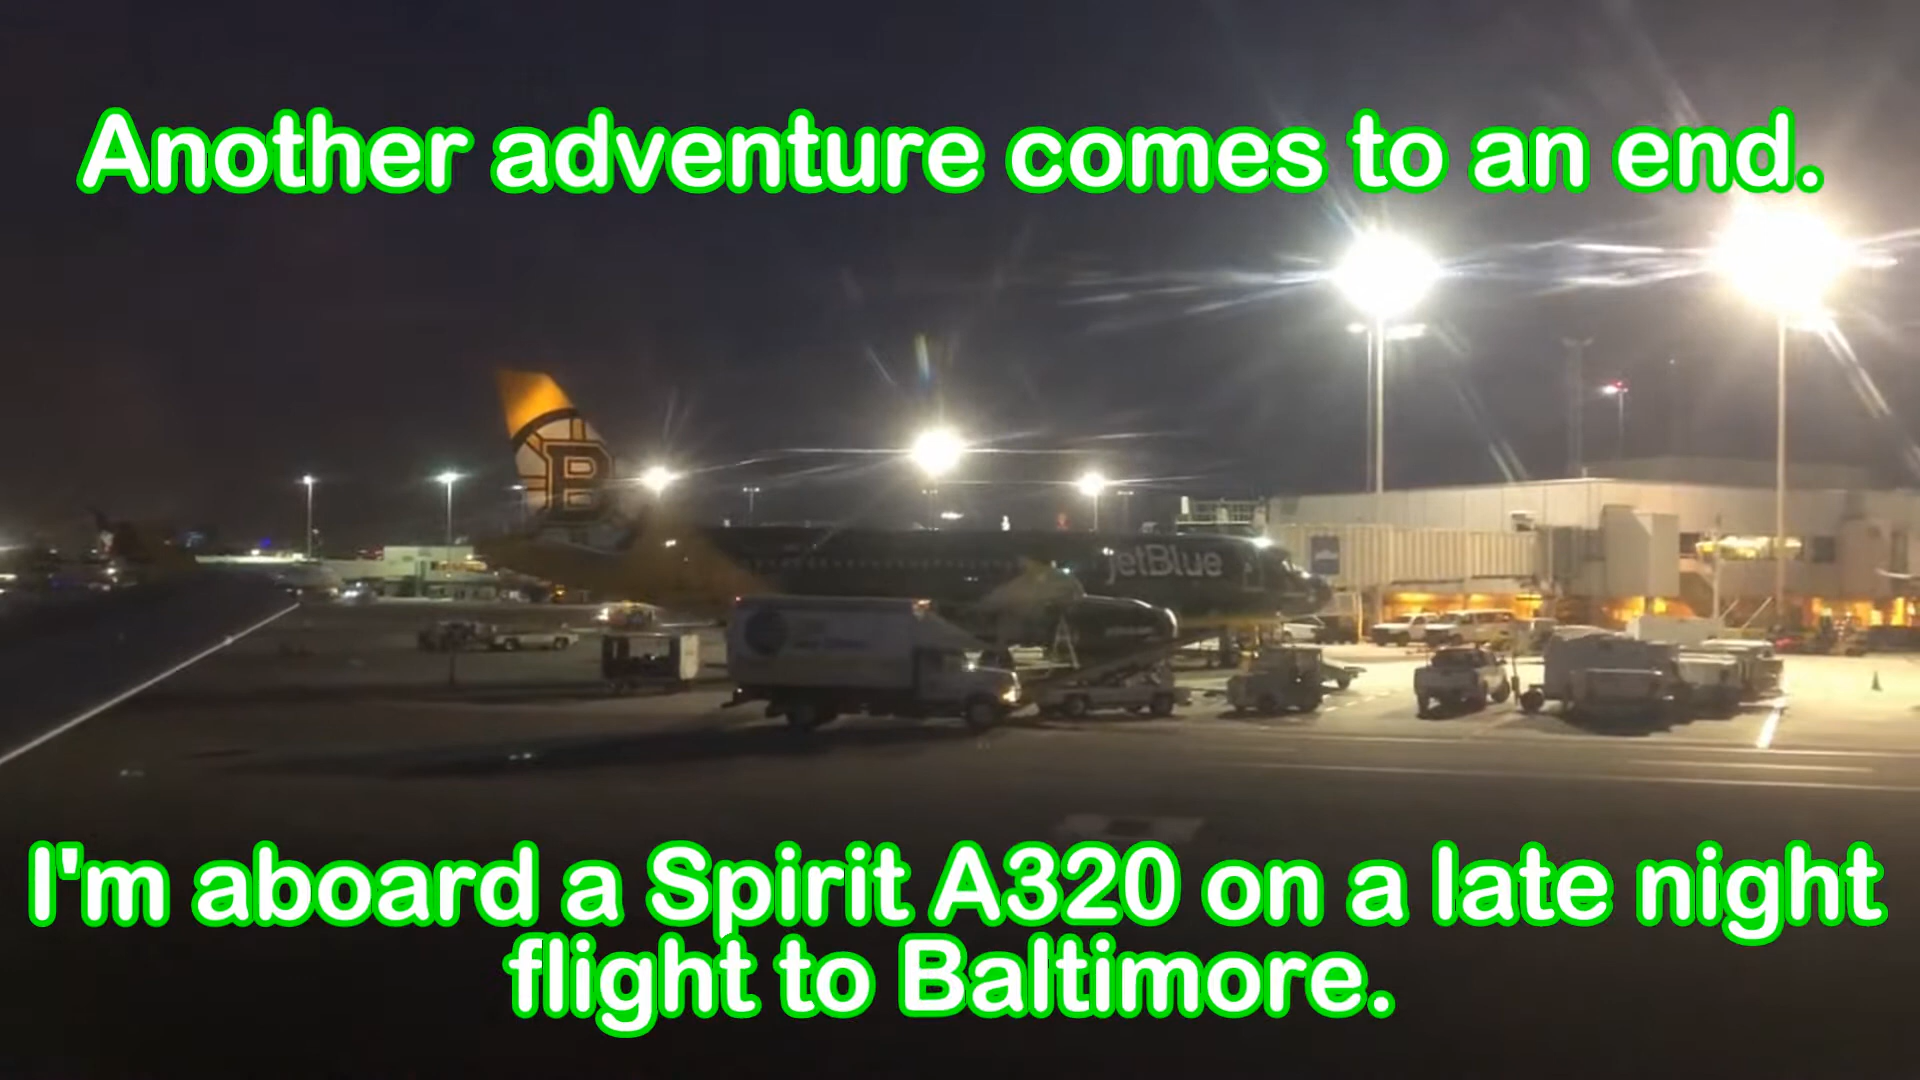 Another adventure comes to an end.
B
jetBlue
I'm aboard a Spirit A320 on a late night
flight to Baltimore.